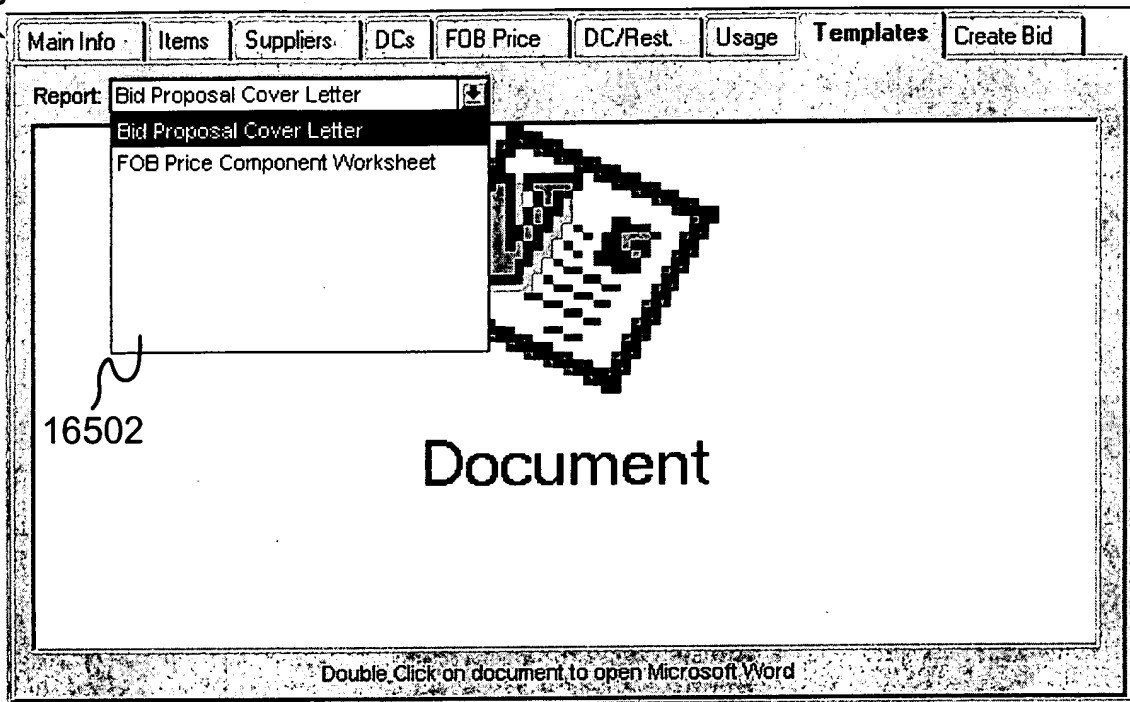 Main Info Items Suppliers DCs FOB Price DC/Rest. Usage Templates Create Bid
Report: Bid Proposal Cover Letter
Bid Proposal Cover Letter
FOB Price Component Worksheet
16502
Document
Double Click on document to open Microsoft Word